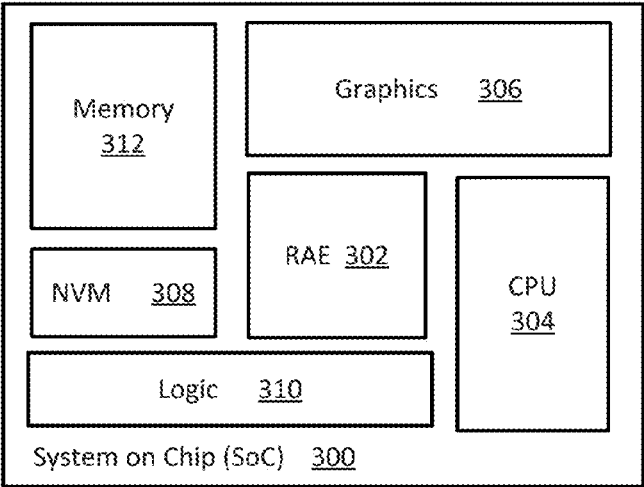 Memory
312
Graphics 306
RAE 302
CPU
304
NVM 308
Logic 310
System on Chip (SoC) 300